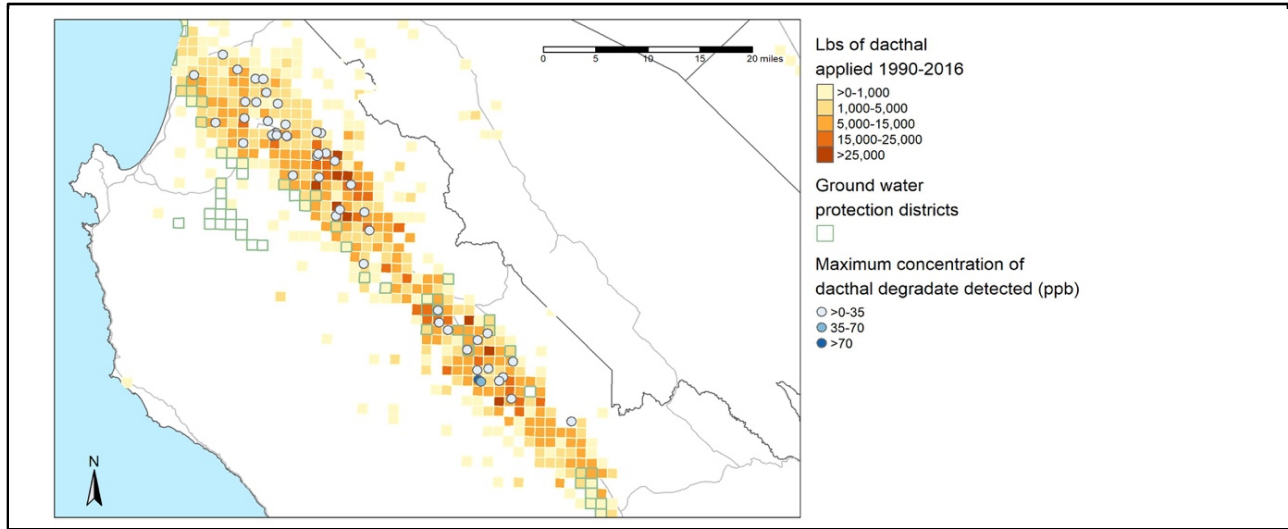 0 5 10 15 20 miles
N
Lbs of dacthal
applied 1990-2016
>0-1,000
1,000-5,000
5,000-15,000
15,000-25,000
>25,000
Ground water
protection districts
Maximum concentration of
dacthal degradate detected (ppb)
>0-35
35-70
>70